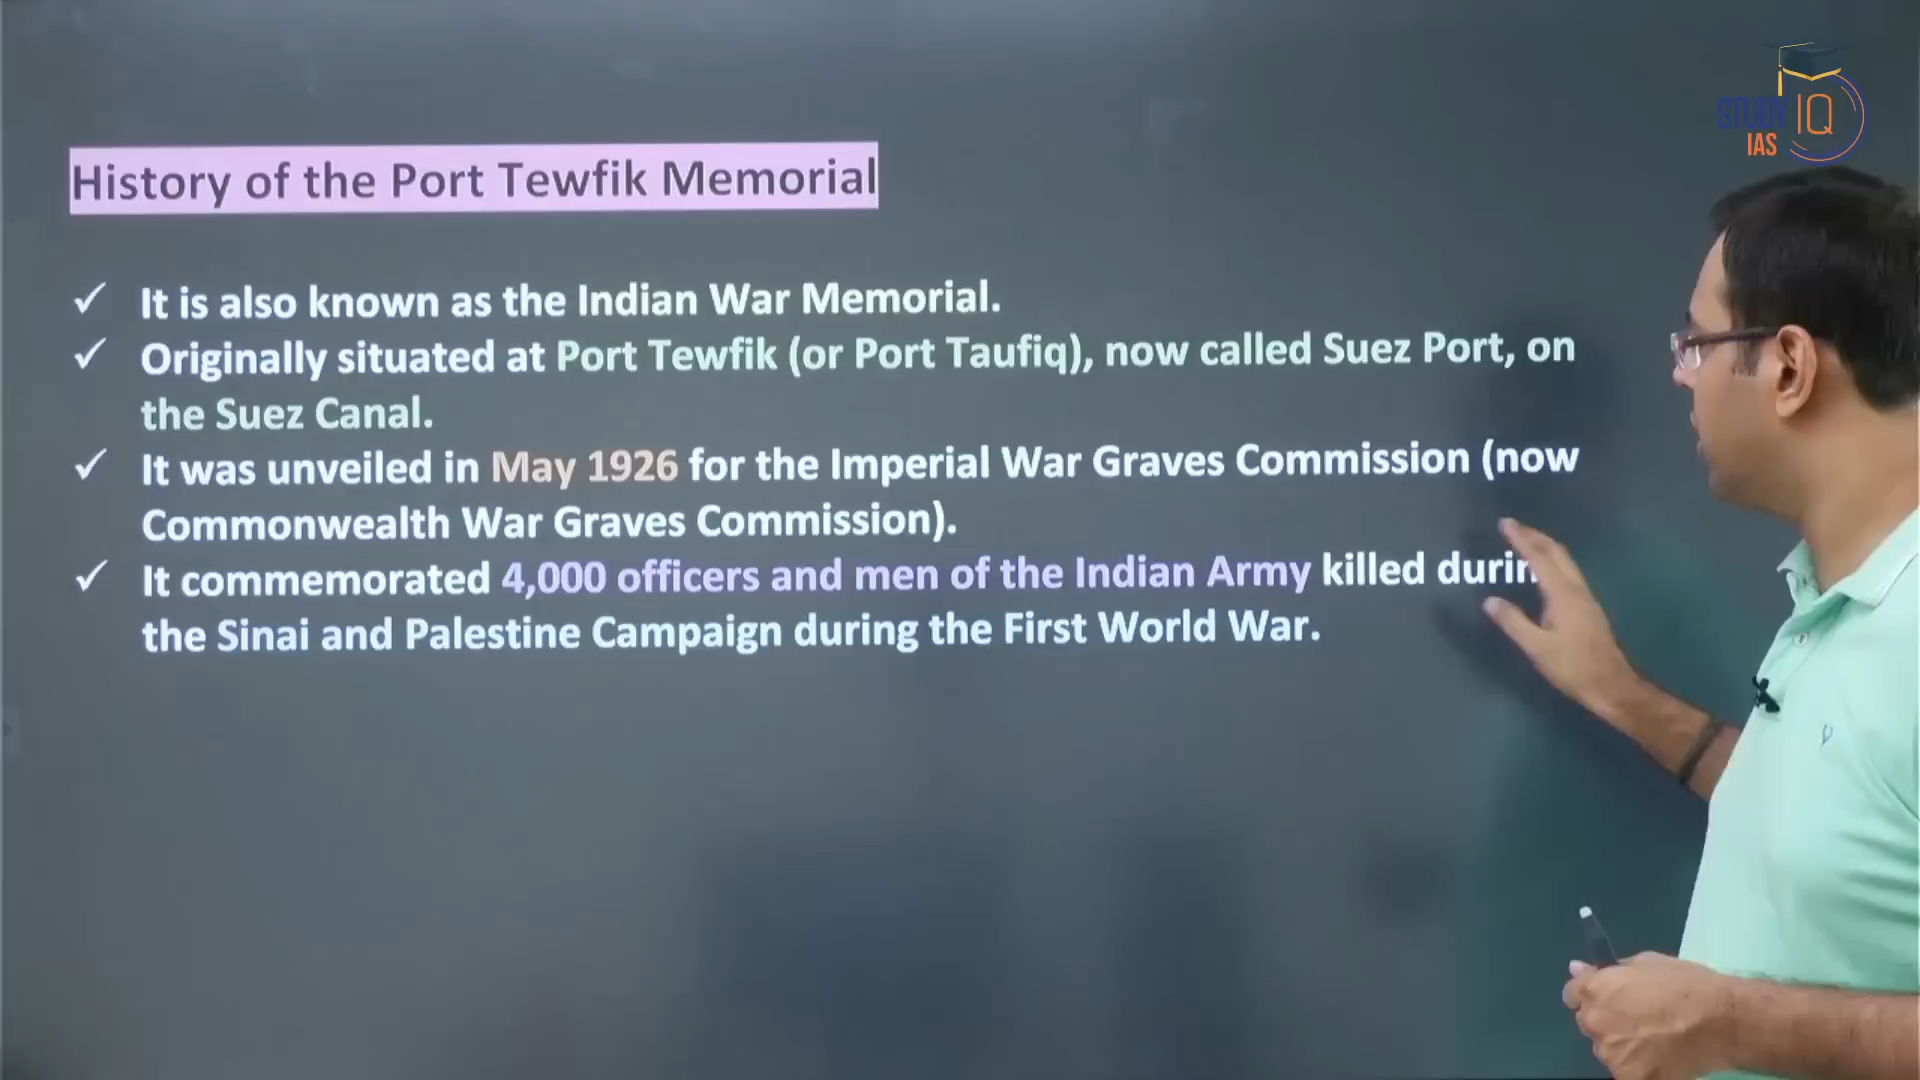 STUDY IQ
IAS
History of the Port Tewfik Memorial
✓ It is also known as the Indian War Memorial.
✓ Originally situated at Port Tewfik (or Port Taufiq), now called Suez Port, on
the Suez Canal.
✓ It was unveiled in May 1926 for the Imperial War Graves Commission (now
Commonwealth War Graves Commission).
✓ It commemorated 4,000 officers and men of the Indian Army killed durin
the Sinai and Palestine Campaign during the First World War.